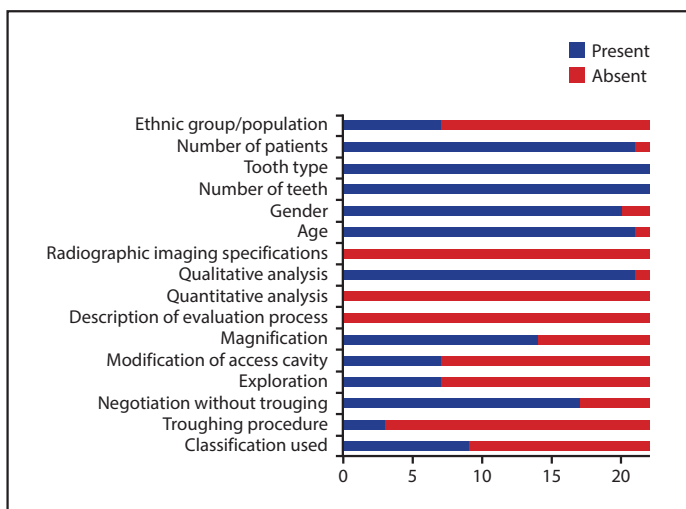 Present
Absent
Ethnic group/population
Number of patients
Tooth type
Number of teeth
Gender
Age
Radiographic imaging specifications
Qualitative analysis
Quantitative analysis
Description of evaluation process
Magnification
Modification of access cavity
Exploration
Negotiation without trouging
Troughing procedure
Classification used
0 5 10 15 20